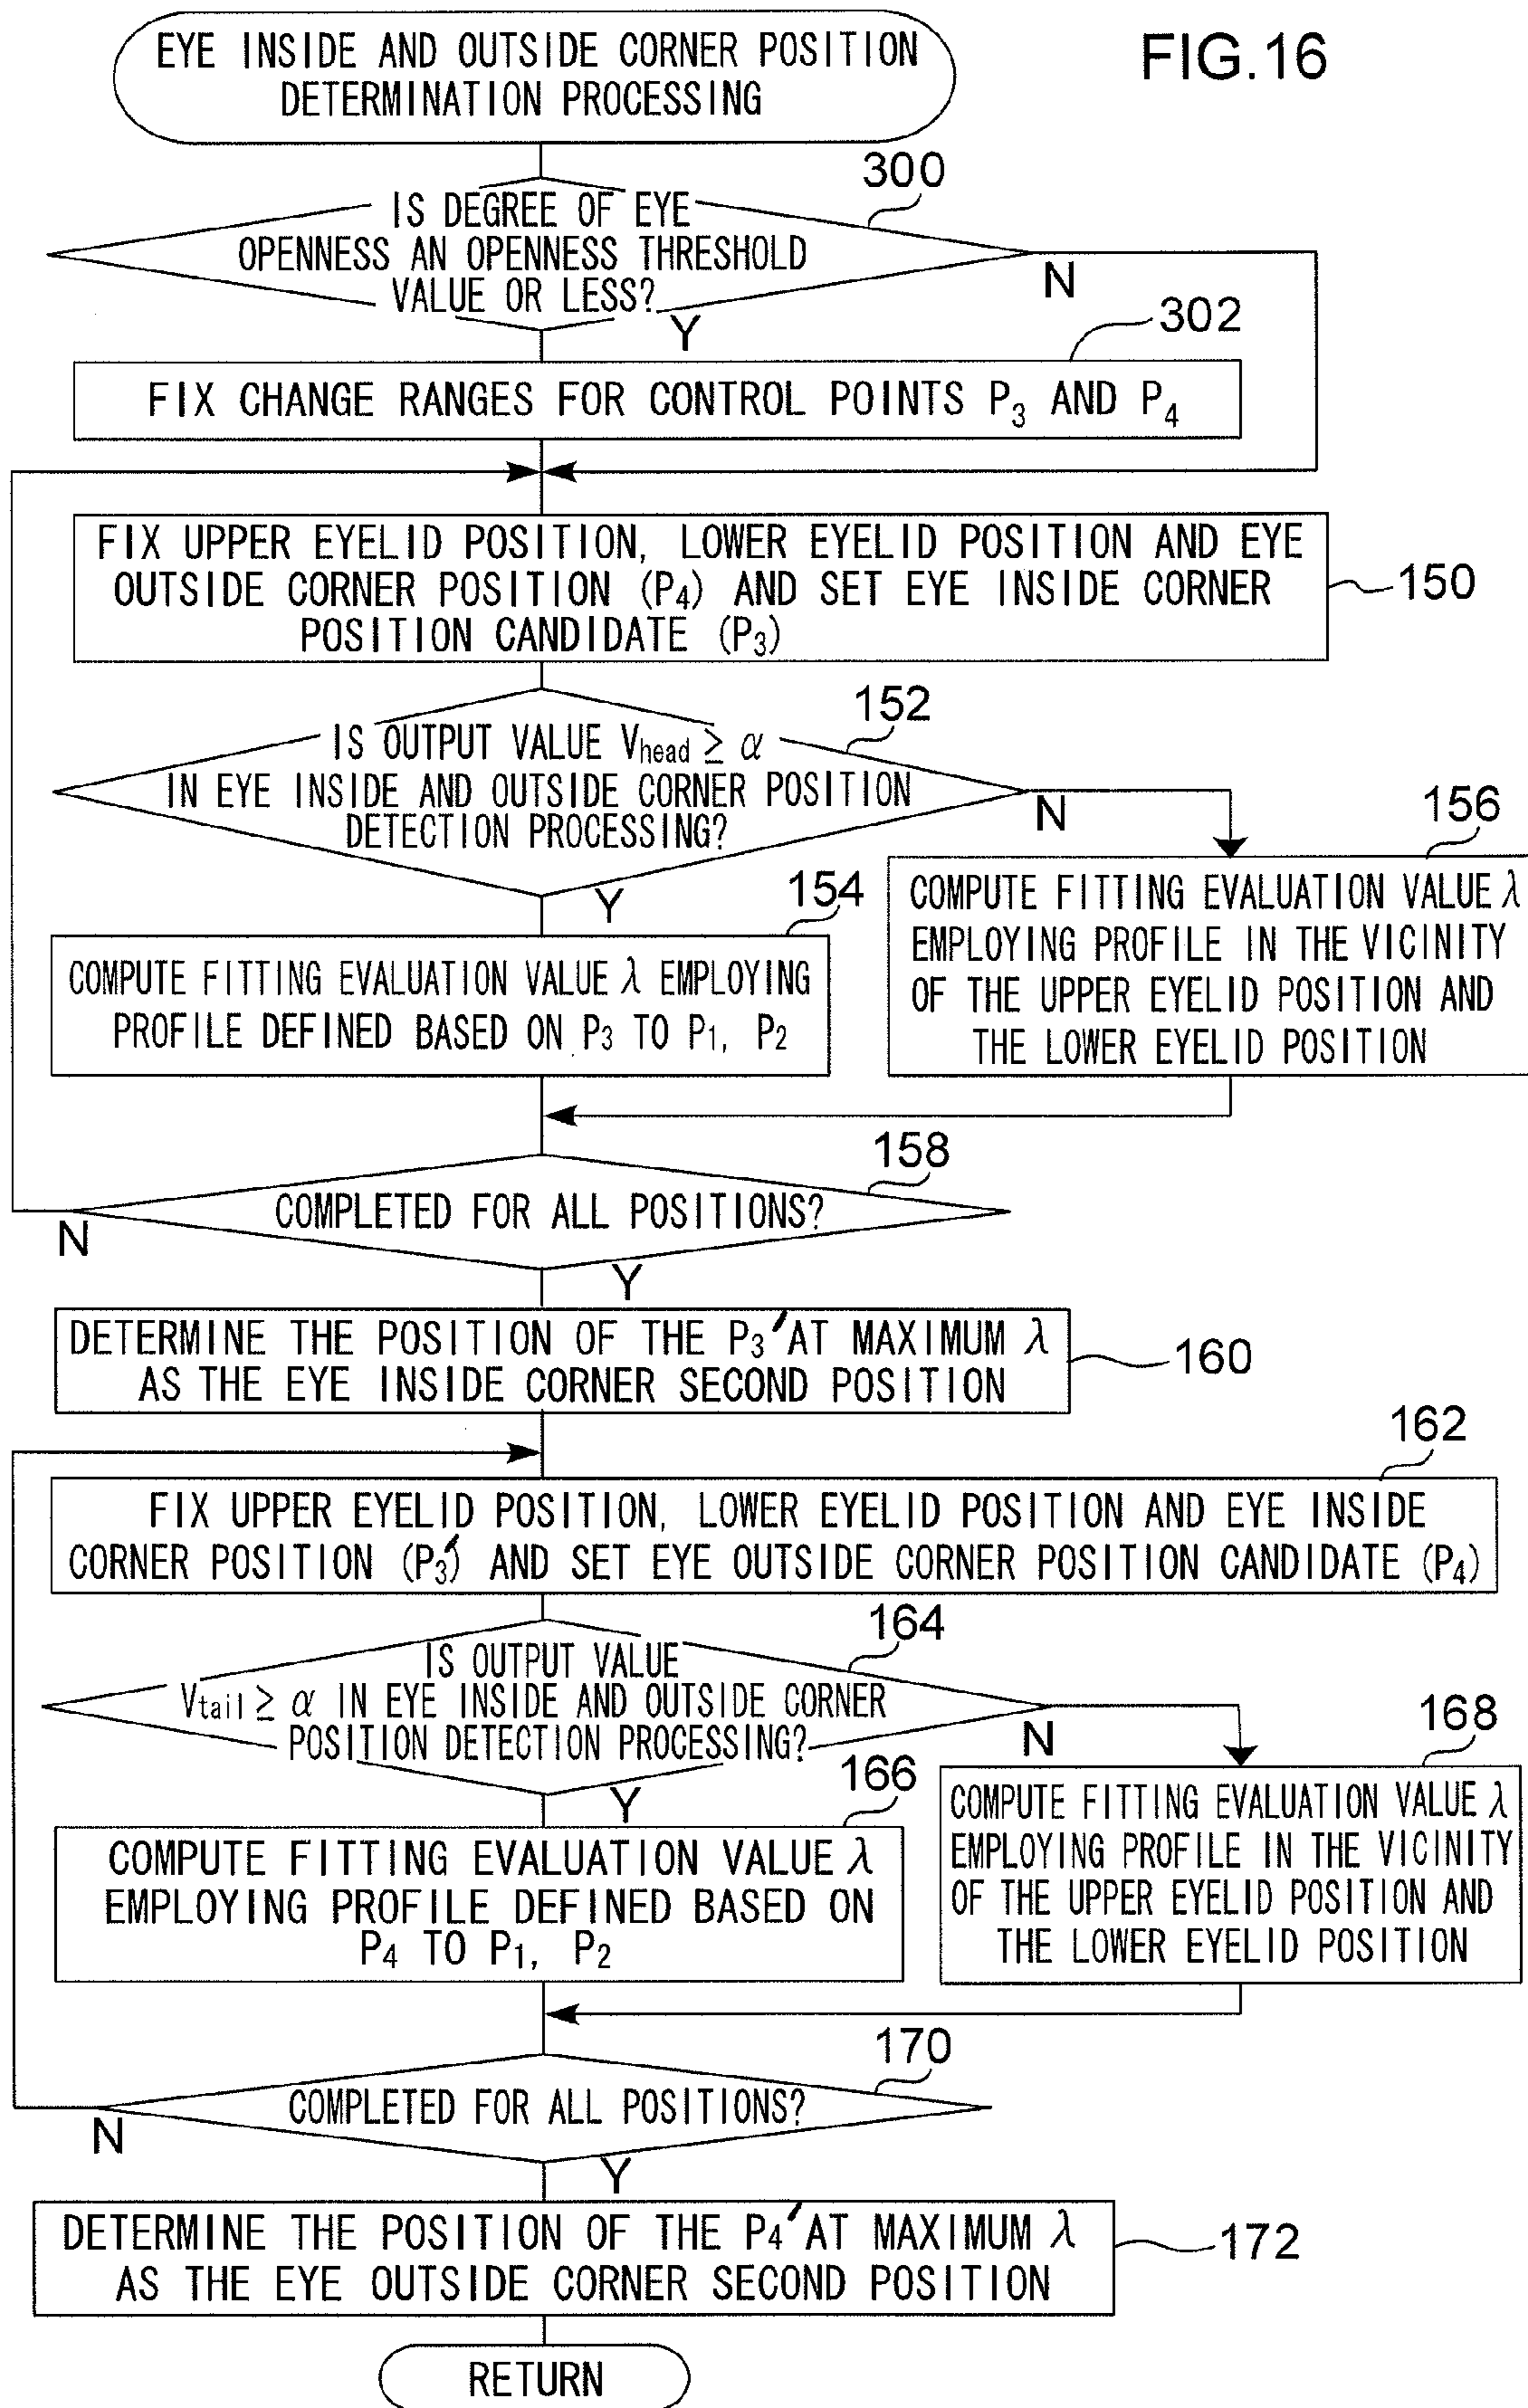 EYE INSIDE AND OUTSIDE CORNER POSITION
DETERMINATION PROCESSING
FIG.16
300
IS DEGREE OF EYE
OPENNESS AN OPENNESS THRESHOLD
VALUE OR LESS?
N
Y
302
FIX CHANGE RANGES FOR CONTROL POINTS P3 AND P4
FIX UPPER EYELID POSITION, LOWER EYELID POSITION AND EYE
OUTSIDE CORNER POSITION (P4) AND SET EYE INSIDE CORNER
POSITION CANDIDATE (P3)
150
152
IS OUTPUT VALUE Vhead ≥ α
IN EYE INSIDE AND OUTSIDE CORNER POSITION
DETECTION PROCESSING?
N
Y
156
COMPUTE FITTING EVALUATION VALUE λ
EMPLOYING PROFILE IN THE VICINITY
OF THE UPPER EYELID POSITION AND
THE LOWER EYELID POSITION
154
COMPUTE FITTING EVALUATION VALUE λ EMPLOYING
PROFILE DEFINED BASED ON P3 TO P1, P2
158
COMPLETED FOR ALL POSITIONS?
N
Y
DETERMINE THE POSITION OF THE P3' AT MAXIMUM λ
AS THE EYE INSIDE CORNER SECOND POSITION
160
162
FIX UPPER EYELID POSITION, LOWER EYELID POSITION AND EYE INSIDE
CORNER POSITION (P3') AND SET EYE OUTSIDE CORNER POSITION CANDIDATE (P4)
164
IS OUTPUT VALUE
Vtail ≥ α IN EYE INSIDE AND OUTSIDE CORNER
POSITION DETECTION PROCESSING?
N
Y
168
COMPUTE FITTING EVALUATION VALUE λ
EMPLOYING PROFILE IN THE VICINITY
OF THE UPPER EYELID POSITION AND
THE LOWER EYELID POSITION
166
COMPUTE FITTING EVALUATION VALUE λ
EMPLOYING PROFILE DEFINED BASED ON
P4 TO P1, P2
170
COMPLETED FOR ALL POSITIONS?
N
Y
DETERMINE THE POSITION OF THE P4' AT MAXIMUM λ
AS THE EYE OUTSIDE CORNER SECOND POSITION
172
RETURN